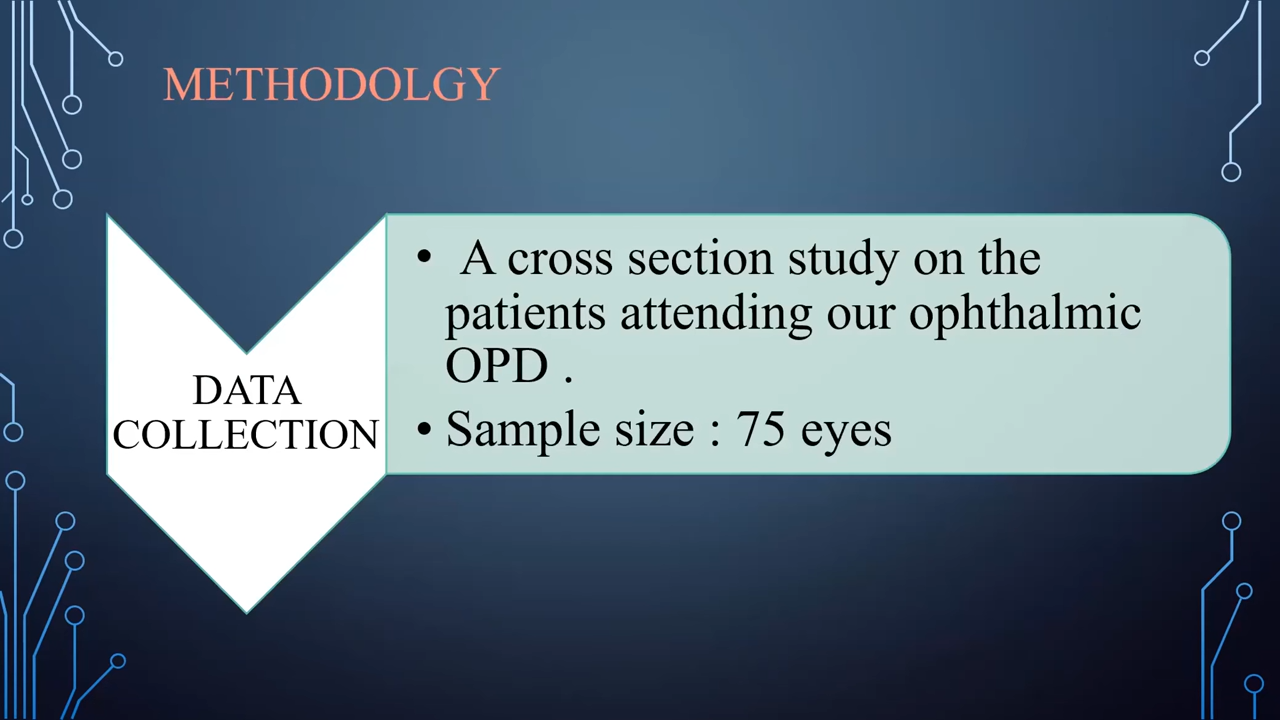 METHODOLGY
DATA
COLLECTION
• A cross section study on the
patients attending our ophthalmic
OPD .
• Sample size : 75 eyes